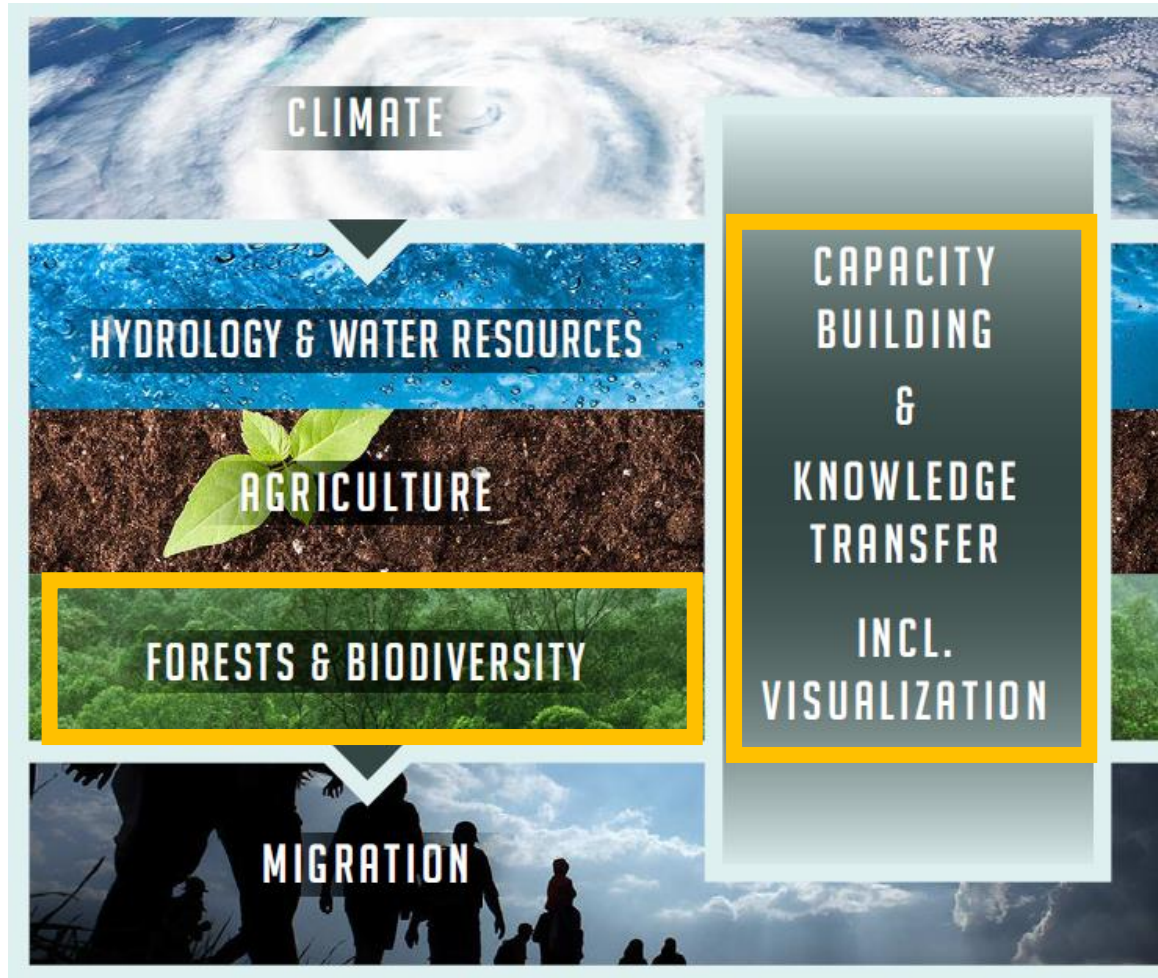 CLIMATE
HYDROLOGY & WATER RESOURCES
AGRICULTURE
FORESTS & BIODIVERSITY
MIGRATION
CAPACITY
BUILDING
&
KNOWLEDGE
TRANSFER
INCL.
VISUALIZATION